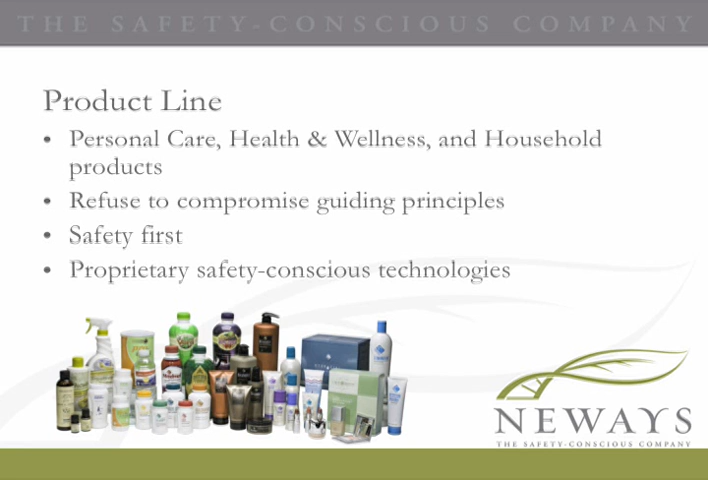 THE SAFETY-CONSCIOUS COMPANY
Product Line
• Personal Care, Health & Wellness, and Household
products
• Refuse to compromise guiding principles
• Safety first
• Proprietary safety-conscious technologies
NEWAYS
THE SAFETY-CONSCIOUS COMPANY